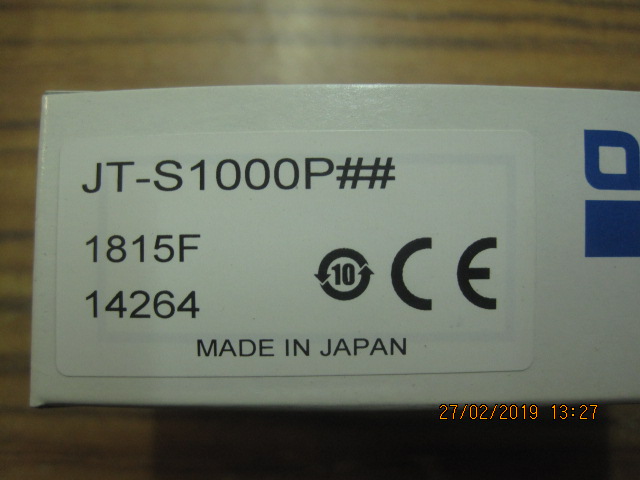 JT-S1000P##
1815F
14264
10
CE
MADE IN JAPAN
27/02/2019 13:27